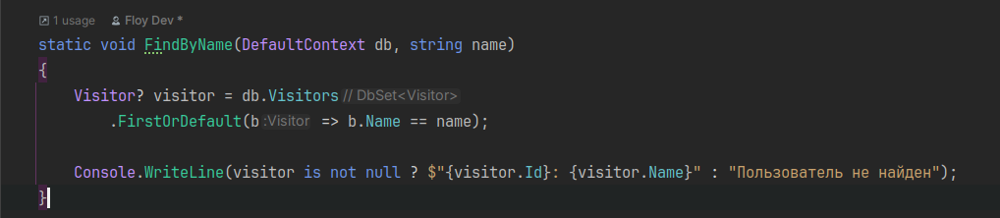 1 usage Floy Dev *
static void FindByName(DefaultContext db, string name)
{
Visitor? visitor = db.Visitors // DbSet<Visitor>
.FirstOrDefault(b :Visitor => b.Name == name);
Console.WriteLine(visitor is not null ? $"{visitor.Id}: {visitor.Name}" : "Пользователь не найден");
}